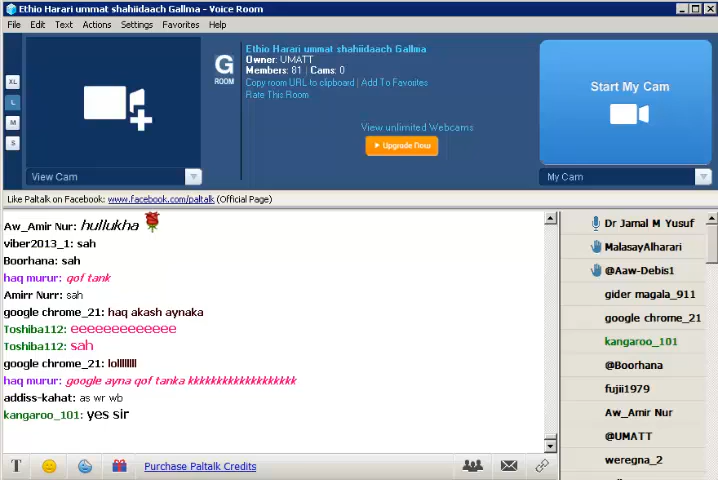 Ethio Harari ummat shahiidaach Gallma - Voice Room
File Edit Text Actions Settings Favorites Help
XL
L
M
S
View Cam
G
ROOM
Ethio Harari ummat shahiidaach Gallma
Owner: UMATT
Members: 81 | Cams: 0
Copy room URL to clipboard | Add To Favorites
Rate This Room
View unlimited Webcams
Upgrade Now
Start My Cam
My Cam
Like Paltalk on Facebook: www.facebook.com/paltalk (Official Page)
Aw_Amir Nur: hullukha
viber2013_1: sah
Boorhana: sah
haq murur: qof tank
Amirr Nurr: sah
google chrome_21: haq akash aynaka
Toshiba112: eeeeeeeeeeeee
Toshiba112: sah
google chrome_21: lolllllllll
haq murur: google ayna qof tanka kkkkkkkkkkkkkkkkkkkk
addiss-kahat: as wr wb
kangaroo_101: yes sir
Dr Jamal M Yusuf
MalasayAlharari
@Aaw-Debis1
gider magala_911
google chrome_21
kangaroo_101
@Boorhana
fujii1979
Aw_Amir Nur
@UMATT
weregna_2
T
Purchase Paltalk Credits